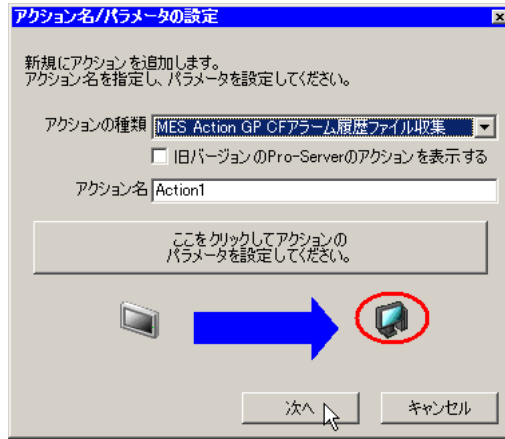 アクション名/パラメータの設定
新規にアクションを追加します。
アクション名を指定し、パラメータを設定してください。
アクションの種類 MES Action GP CFアラーム履歴ファイル収集
旧バージョンのPro-Serverのアクションを表示する
アクション名 Action1
ここをクリックしてアクションの
パラメータを設定してください。
次へ キャンセル